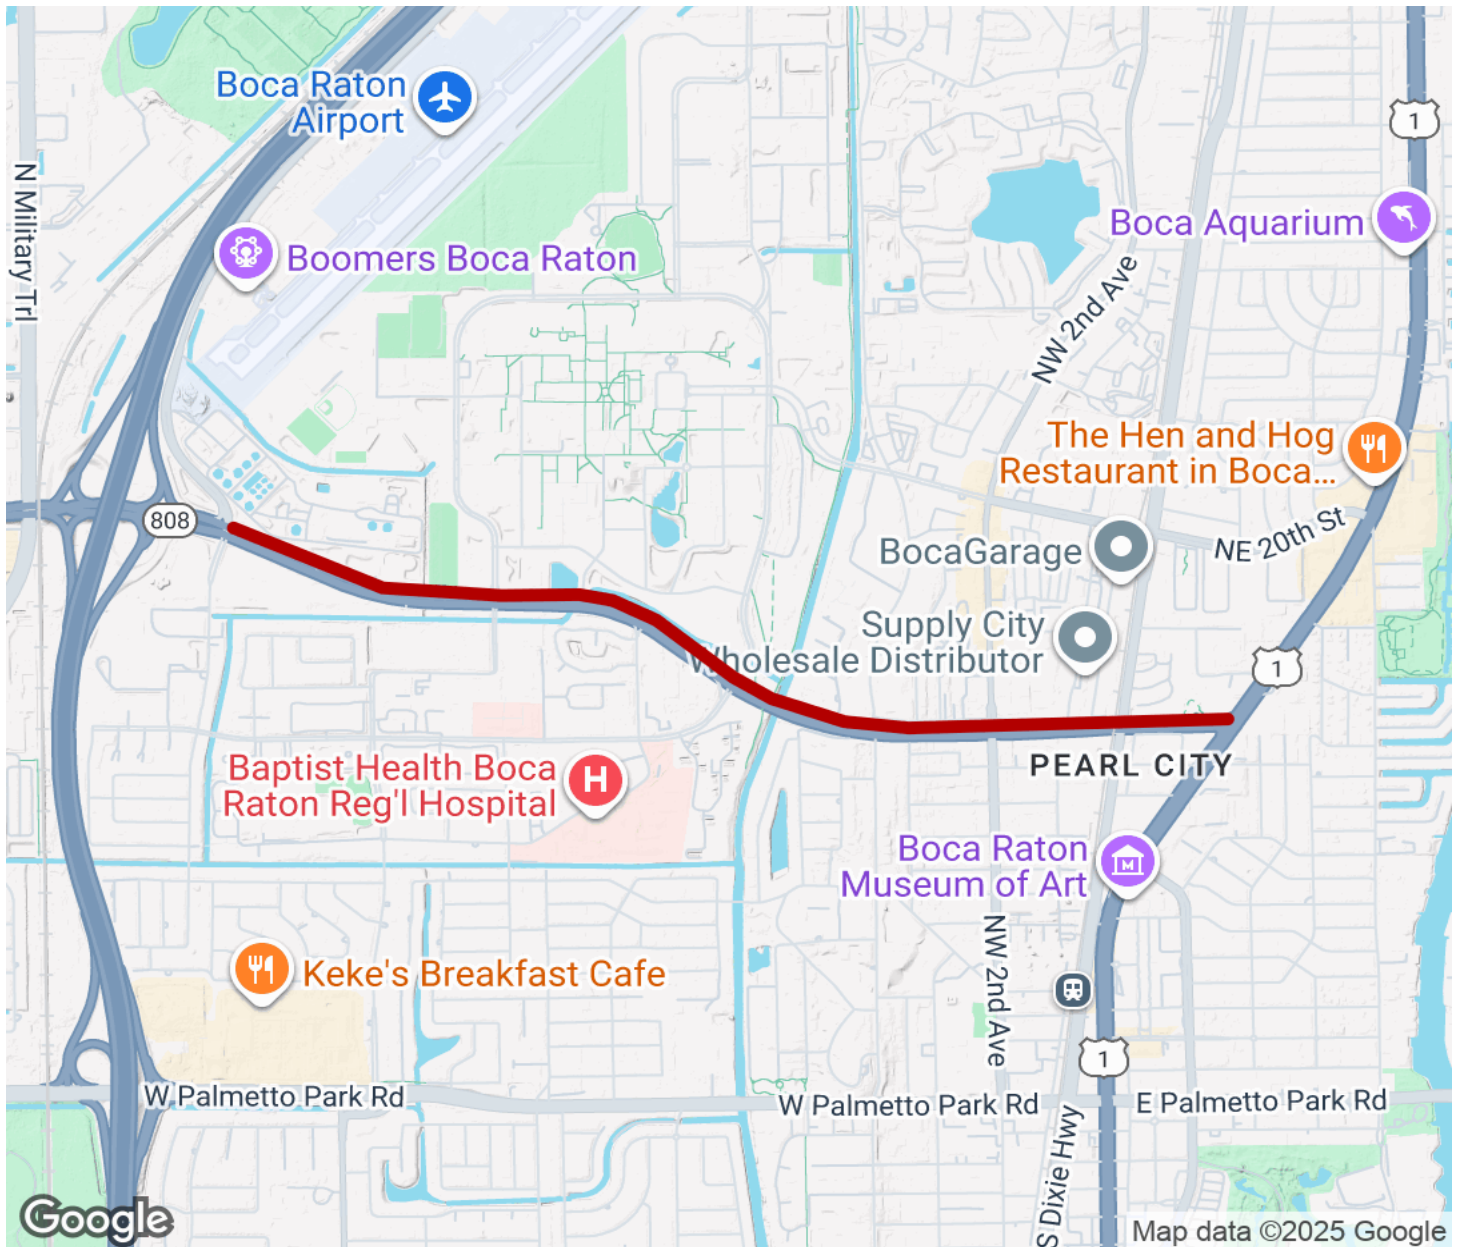 Boca Raton
Airport
1
N Military Trl
Boca Aquarium
Boomers Boca Raton
NW 2nd Ave
The Hen and Hog
Restaurant in Boca...
808
NE 20th St
BocaGarage
Supply City
Wholesale Distributor
1
PEARL CITY
Baptist Health Boca
Raton Reg'l Hospital
H
Boca Raton
Museum of Art
M
NW 2nd Ave
Keke's Breakfast Cafe
1
W Palmetto Park Rd
W Palmetto Park Rd
E Palmetto Park Rd
S Dixie Hwy
Google
Map data ©2025 Google